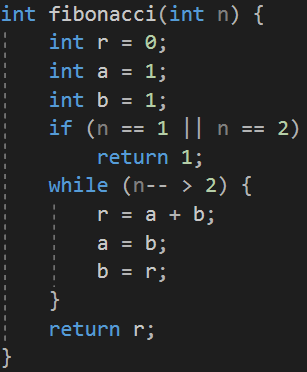 int fibonacci(int n) {
    int r = 0;
    int a = 1;
    int b = 1;
    if (n == 1 || n == 2)
        return 1;
    while (n-- > 2) {
        r = a + b;
        a = b;
        b = r;
    }
    return r;
}